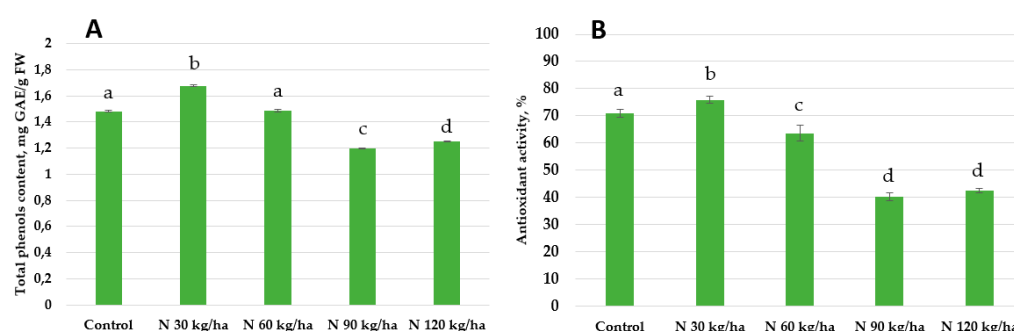 A
Total phenols content, mg GAE/g FW
2
1,8
1,6
1,4
1,2
1
0,8
0,6
0,4
0,2
0
a
b
a
c
d
Control
N 30 kg/ha
N 60 kg/ha
N 90 kg/ha
N 120 kg/ha
B
Antioxidant activity, %
100
90
80
70
60
50
40
30
20
10
0
a
b
c
d
d
Control
N 30 kg/ha
N 60 kg/ha
N 90 kg/ha
N 120 kg/ha